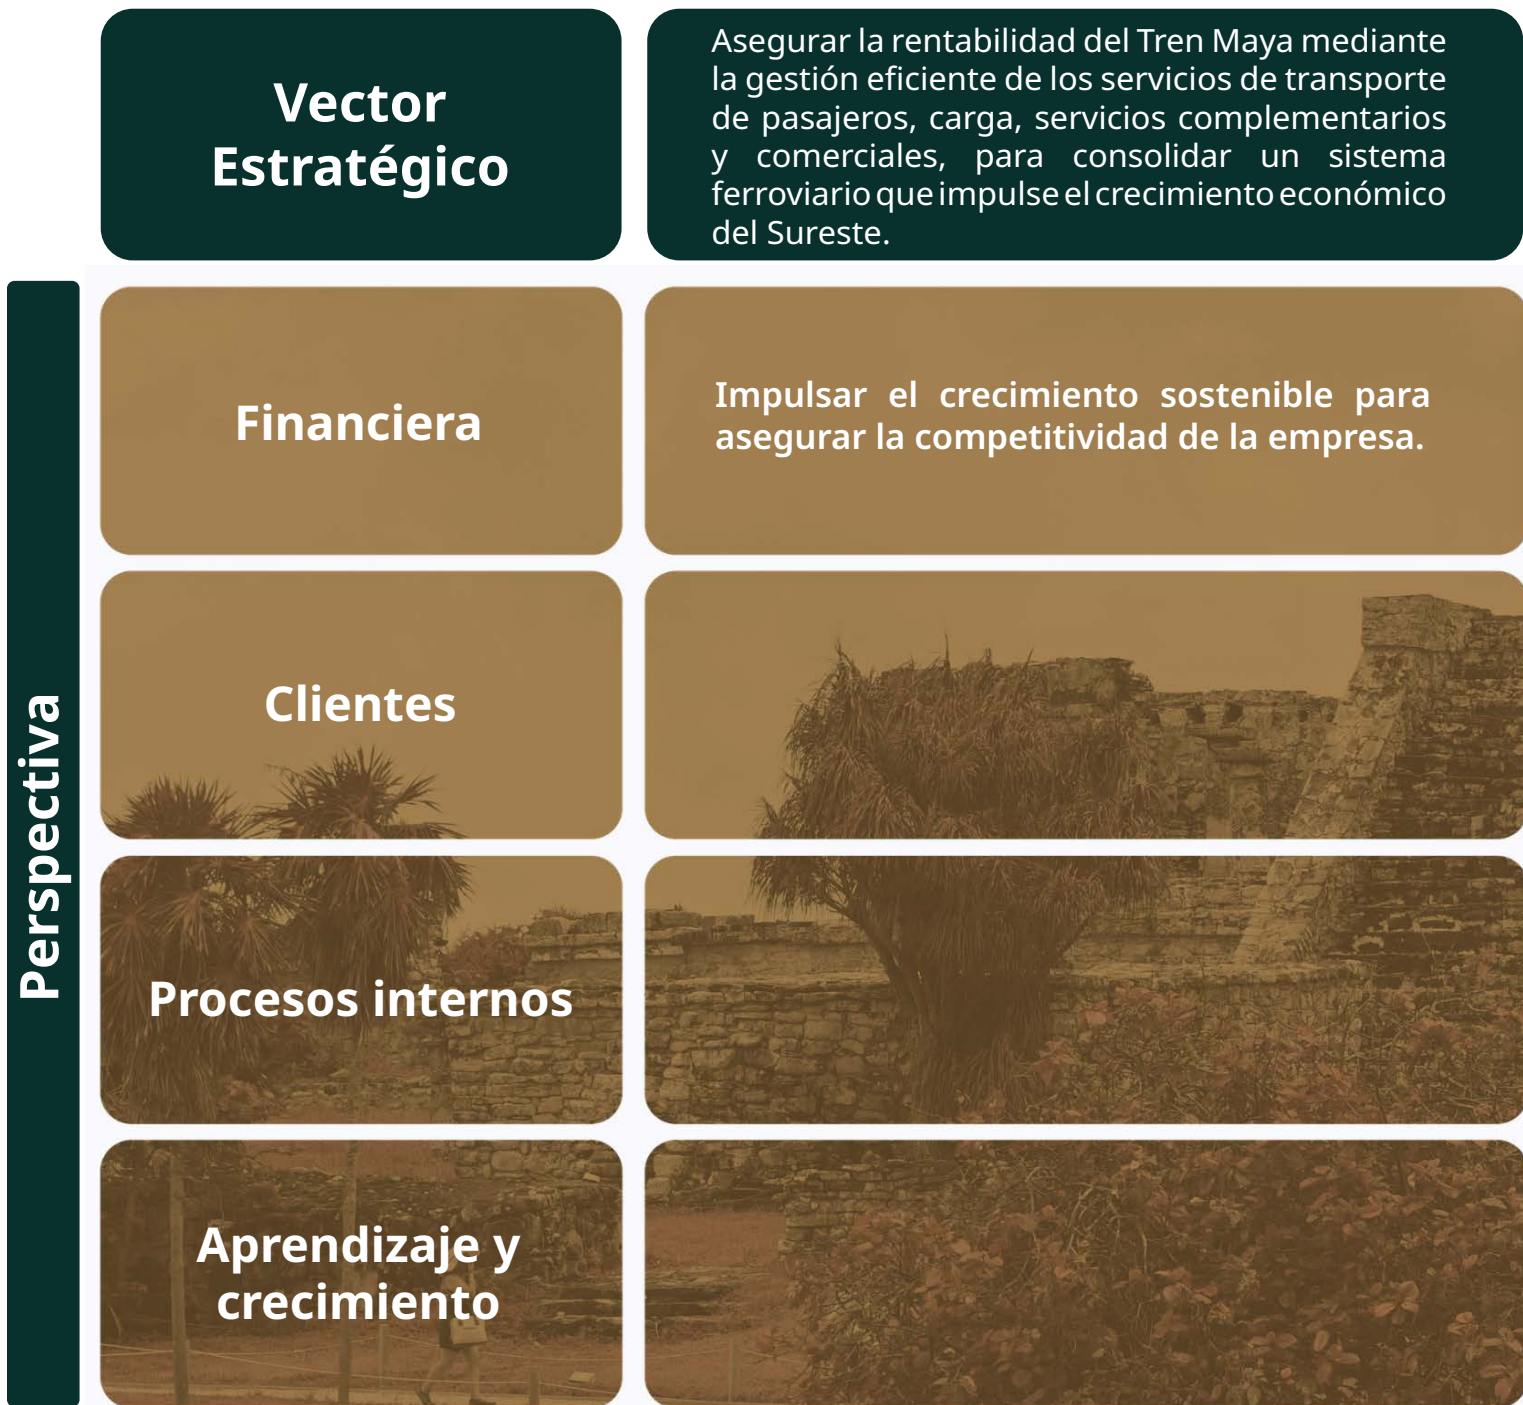 Vector
Estratégico
Asegurar la rentabilidad del Tren Maya mediante
la gestión eficiente de los servicios de transporte
de pasajeros, carga, servicios complementarios
y comerciales, para consolidar un sistema
ferroviario que impulse el crecimiento económico
del Sureste.
Perspectiva
Financiera
Impulsar el crecimiento sostenible para
asegurar la competitividad de la empresa.
Clientes
Procesos internos
Aprendizaje y
crecimiento